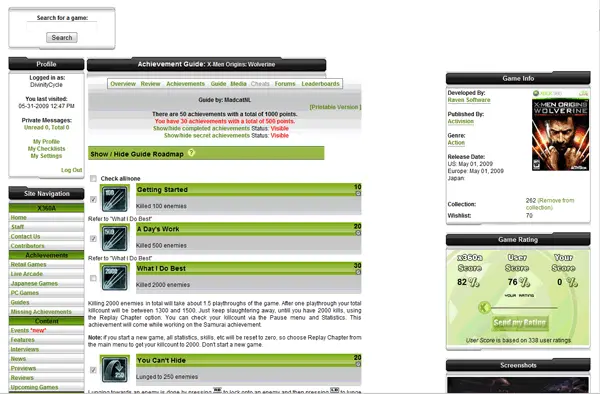 Search for a game:
Search
Profile
Logged in as:
DivinityCycle
You last visited:
05-31-2009 12:47 PM
Private Messages:
Unread 0, Total 0
My Profile
My Checklists
My Settings
Log Out
Site Navigation
X360A
Home
Staff
Contact Us
Contributors
Achievements
Retail Games
Live Arcade
Japanese Games
PC Games
Guides
Missing Achievements
Content
Events *new*
Features
Interviews
News
Previews
Reviews
Upcoming Games
Achievement Guide: X-Men Origins: Wolverine
Overview Review Achievements Guide Media Cheats Forums Leaderboards
Guide by: MadcatNL
[Printable Version]
There are 50 achievements with a total of 1000 points.
You have 30 achievements with a total of 505 points.
Show/hide completed achievements Status: Visible
Show/hide secret achievements Status: Visible
Show / Hide Guide Roadmap
Check all/none
Getting Started 10
Killed 100 enemies
Refer to "What I Do Best"
A Day's Work 20
Killed 500 enemies
Refer to "What I Do Best"
What I Do Best 30
Killed 2000 enemies
Killing 2000 enemies in total will take about 1.5 playthroughs of the game. After one playthrough your total
killcount will be between 1300 and 1500. Just keep slaughtering away, untill you have 2000 kills, using
the Replay Chapter option. You can check your killcount via the Pause menu and Statistics. This
achievement will come while working on the Samurai achievement.
Note: if you start a new game, all statistics, skills, etc will be reset to zero, so choose Replay Chapter from
the main menu to get your killcount to 2000. Don't start a new game.
You Can't Hide 20
Lunged to 250 enemies
Lunging towards an enemy is done by pressing RB to lock onto an enemy and then pressing LB to lunge
Game Info
Developed By:
Raven Software
Published By:
Activision
Genre:
Action
Release Date:
US: May 01, 2009
Europe: May 01, 2009
Japan:
X-MEN ORIGINS
WOLVERINE
Collection: 262 (Remove from
collection)
Wishlist: 70
Game Rating
x360a Score
82 %
User Score
76 %
Your Score
0 %
YOUR RATING
Send my Rating
User Score is based on 338 user ratings.
Screenshots